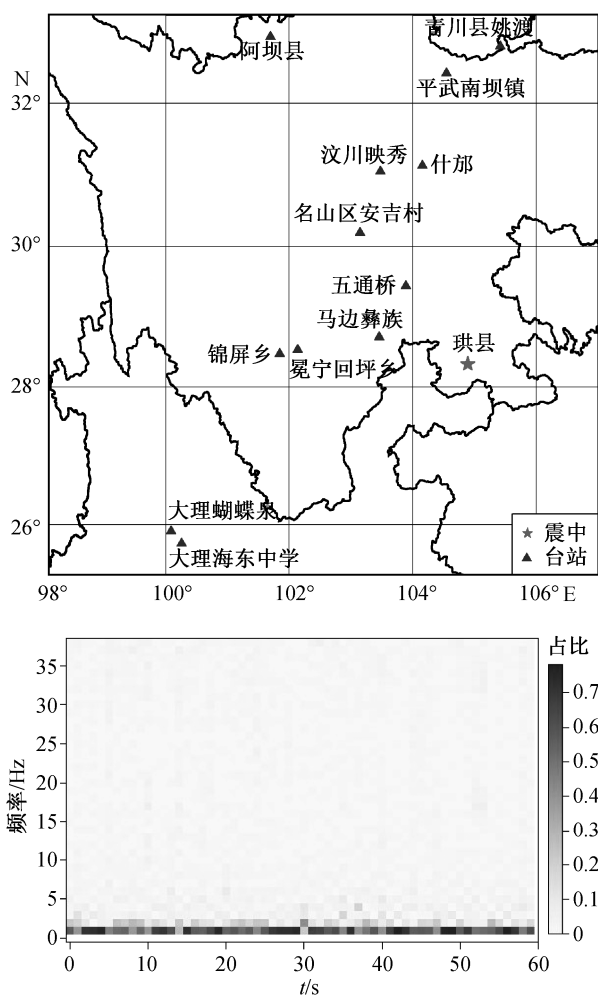 青川县姚渡
阿坝县
平武南坝镇
N
32°
汶川映秀
什邡
名山区安吉村
30°
五通桥
马边彝族
珙县
锦屏乡
冕宁回坪乡
28°
大理蝴蝶泉
26°
大理海东中学
震中
台站
98° 100° 102° 104° 106° E
占比
35
30
25
20
15
10
5
0
频率/Hz
0.7
0.6
0.5
0.4
0.3
0.2
0.1
0
0 10 20 30 40 50 60
t/s